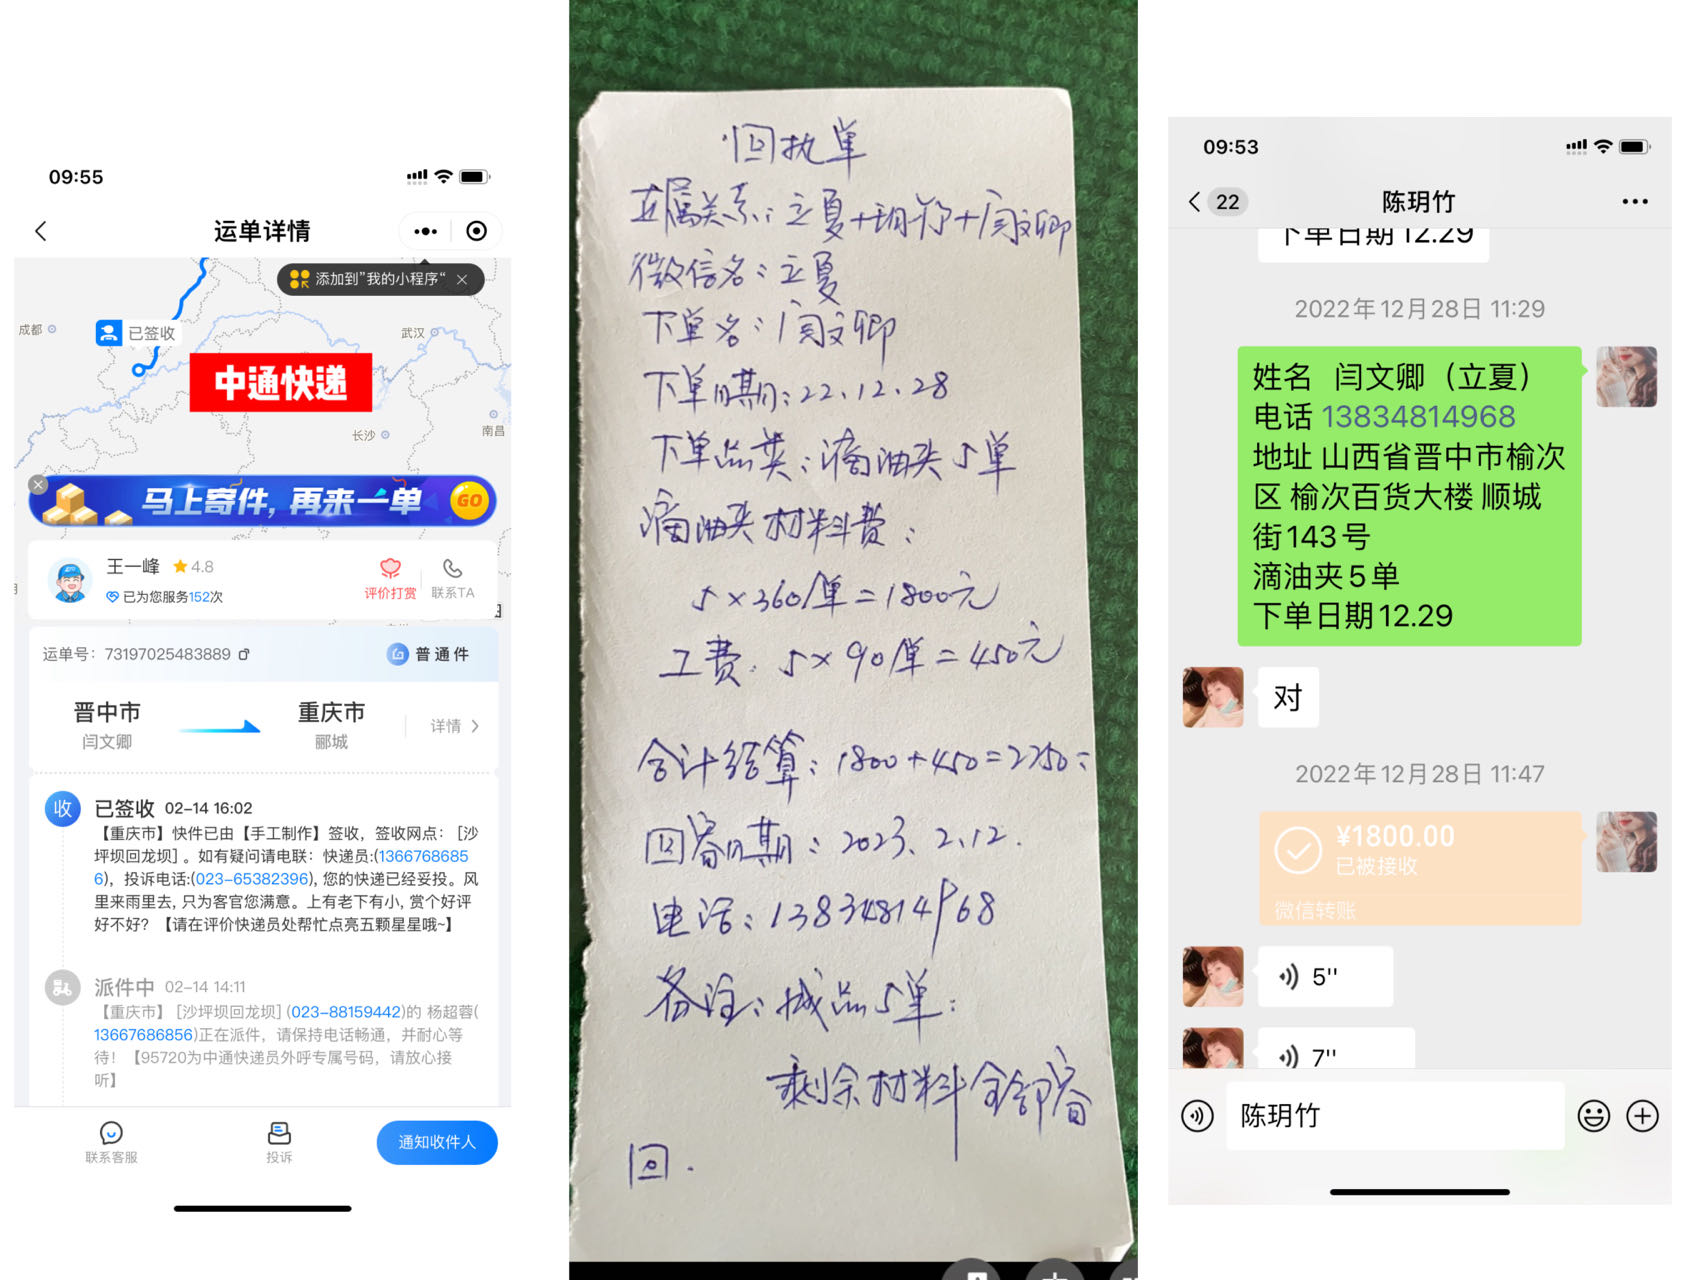 09:55
运单详情
添加到"我的小程序"
成都
已签收
武汉
中通快递
长沙
南昌
马上寄件, 再来一单
GO
王一峰 4.8
已为您服务152次
评价打赏
联系TA
运单号: 73197025483889
普通件
晋中市
重庆市
闫文卿
郦城
详情
收
已签收 02-14 16:02
【重庆市】快件已由【手工制作】签收, 签收网点: [沙
坪坝回龙坝] 。如有疑问请电联: 快递员:(1366768685
6), 投诉电话:(023-65382396), 您的快递已经妥投。风
里来雨里去, 只为客官您满意。上有老下有小, 赏个好评
好不好? 【请在评价快递员处帮忙点亮五颗星星哦~】
派件中 02-14 14:11
【重庆市】 [沙坪坝回龙坝] (023-88159442)的 杨超蓉(
13667686856)正在派件, 请保持电话畅通, 并耐心等
待! 【95720为中通快递员外呼专属号码, 请放心接
听】
联系客服
投诉
通知收件人
回执单
立属关系: 立夏+玥竹+闫文卿
微信名: 立夏
下单名: 闫文卿
下单日期: 22.12.28
下单品类: 滴油夹5单
滴油夹材料费:
5×360/单=1800元
工费. 5×90/单=450元
合计结算: 1800+450=2250:
回寄日期: 2023.2.12.
电话: 13834814968
备注: 成品5单:
剩余材料全部寄
回.
09:53
22
陈玥竹
下单日期12.29
2022年12月28日 11:29
姓名 闫文卿（立夏）
电话 13834814968
地址 山西省晋中市榆次
区 榆次百货大楼 顺城
街143号
滴油夹5单
下单日期12.29
对
2022年12月28日 11:47
¥1800.00
已被接收
微信转账
5''
7''
陈玥竹